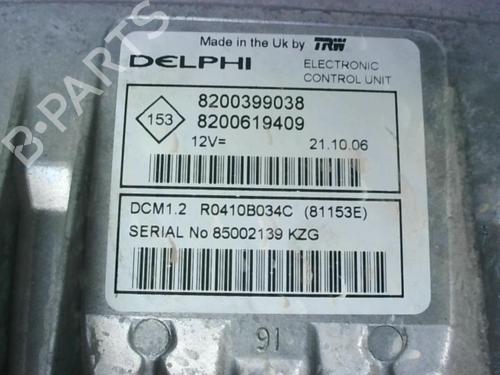 Made in the Uk by TRW
DELPHI
ELECTRONIC
CONTROL UNIT
153
8200399038
8200619409
12V=
21.10.06
DCM1.2 R0410B034C (81153E)
SERIAL No 85002139 KZG
91
B-PARTS